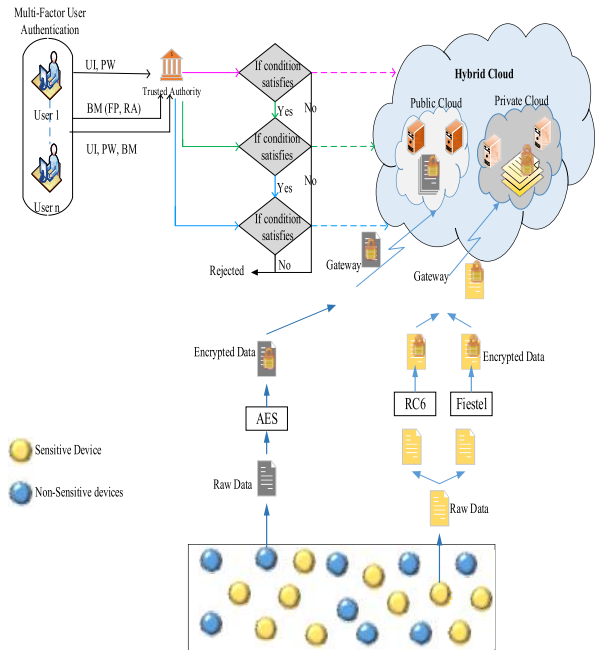 Multi-Factor User
Authentication
UI, PW
User 1
BM (FP, RA)
UI, PW, BM
User n
Trusted Authority
If condition
satisfies
Yes
No
If condition
satisfies
Yes
No
If condition
satisfies
No
Rejected
Hybrid Cloud
Public Cloud
Private Cloud
Gateway
Gateway
Encrypted Data
Encrypted Data
AES
RC6
Fiestel
Raw Data
Raw Data
Sensitive Device
Non-Sensitive devices